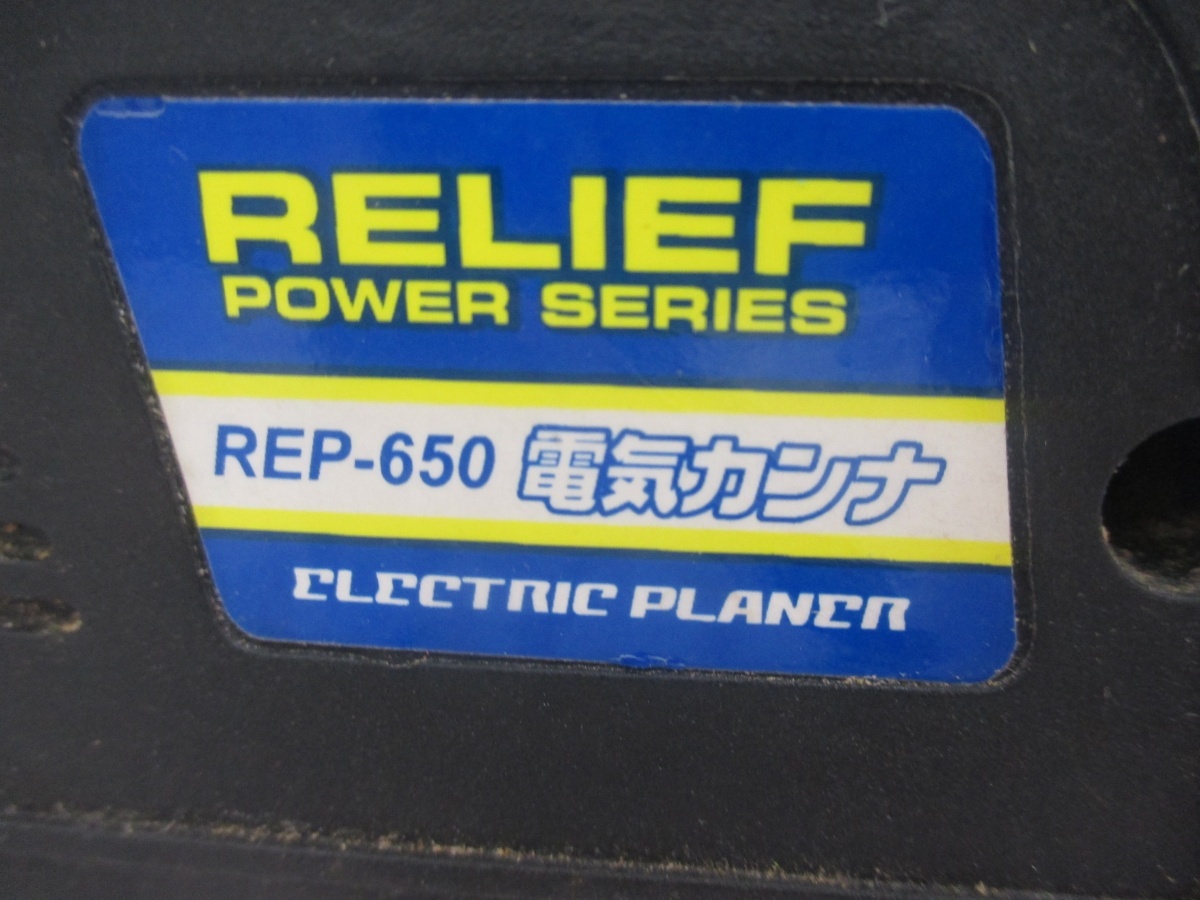 RELIEF
POWER SERIES
REP-650 電気カンナ
ELECTRIC PLANER